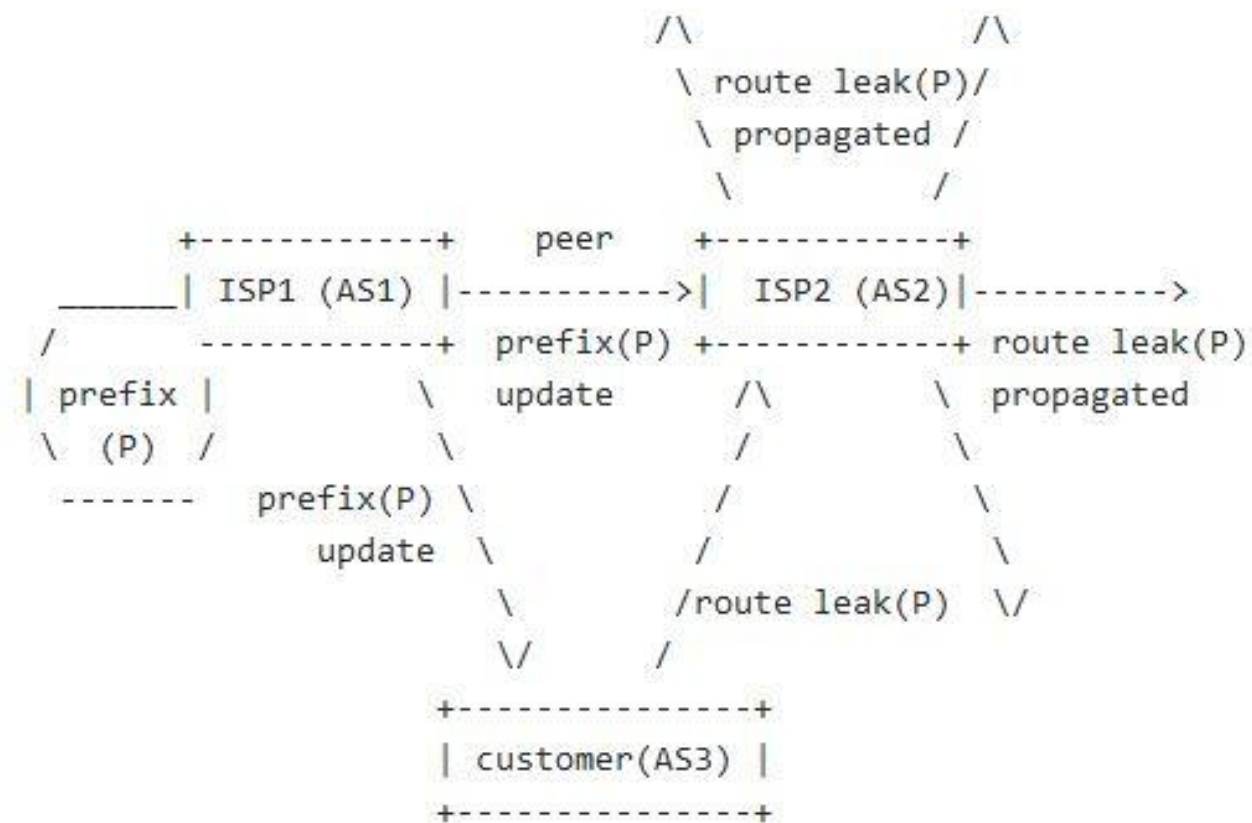 /\              /\
\ route leak(P)/
\ propagated /
\          /
+------------+    peer    +------------+
______| ISP1 (AS1) |----------->|  ISP2 (AS2)|---------->
/       ------------+  prefix(P) +------------+ route leak(P)
| prefix |          \   update      /\        \  propagated
\  (P)  /            \              /          \
-------   prefix(P) \            /            \
update  \          /              \
\        /route leak(P)  \/
\/      /
+---------------+
| customer(AS3) |
+---------------+